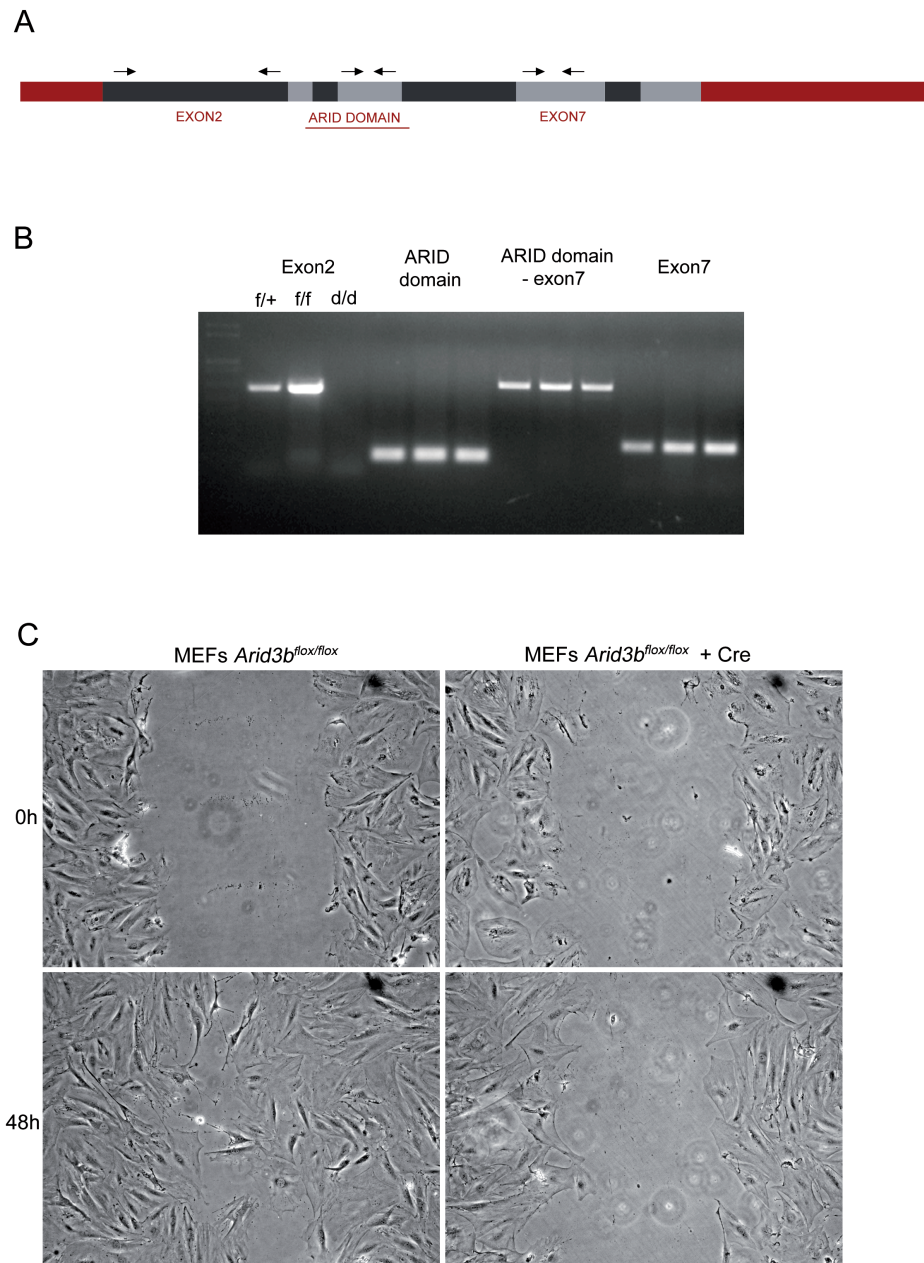 A
EXON2
ARID DOMAIN
EXON7
B
Exon2
ARID
domain
ARID domain
- exon7
Exon7
f/+ f/f d/d
C
MEFs Arid3bflox/flox
MEFs Arid3bflox/flox + Cre
0h
48h